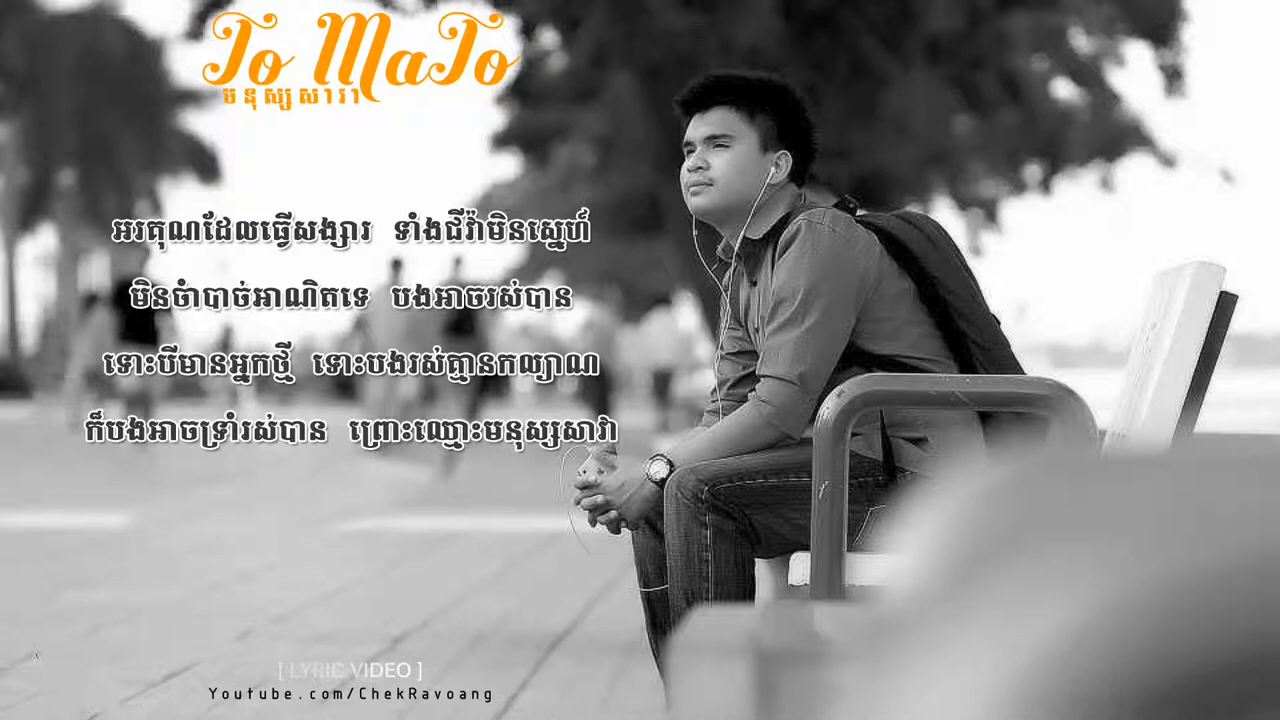 To MaTo
មនុស្សសារា
អរគុណដែលធ្វើសង្សារ ទាំងជីវ៉ាមិនស្នេហ៍
មិនចំាបាច់អាណិតទេ បងអាចរស់បាន
ទោះបីមានអ្នកថ្មី ទោះបងរស់គ្មានកល្យាណ
ក៏បងអាចទ្រាំរស់បាន ព្រោះឈ្មោះមនុស្សសាវា
[ LYRIC VIDEO ]
Youtube.com/ChekRavoang